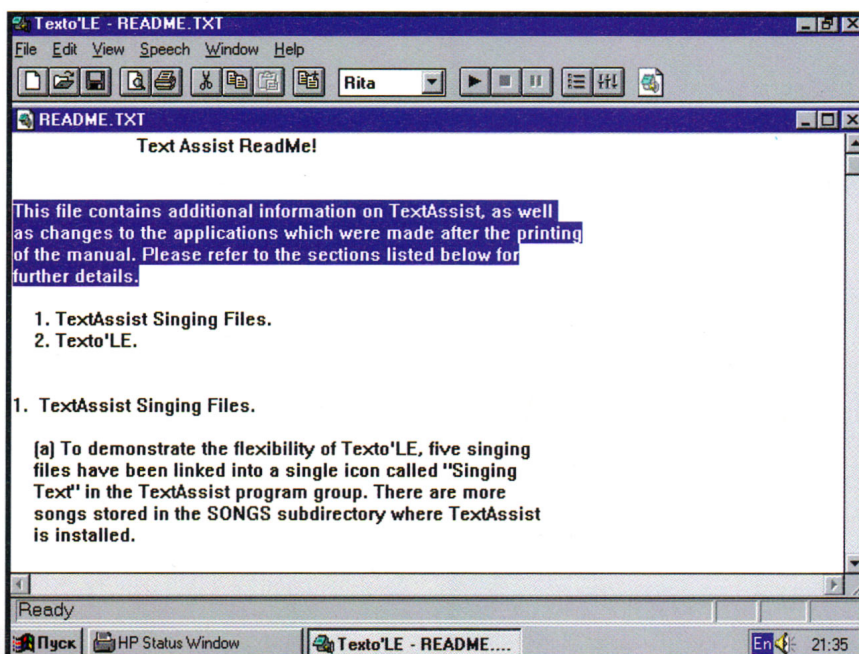 Texto'LE - README.TXT
File Edit View Speech Window Help
Rita
README.TXT
Text Assist ReadMe!
This file contains additional information on TextAssist, as well
as changes to the applications which were made after the printing
of the manual. Please refer to the sections listed below for
further details.
1. TextAssist Singing Files.
2. Texto'LE.
1. TextAssist Singing Files.
(a) To demonstrate the flexibility of Texto'LE, five singing
files have been linked into a single icon called "Singing
Text" in the TextAssist program group. There are more
songs stored in the SONGS subdirectory where TextAssist
is installed.
Ready
Пуск HP Status Window Texto'LE - README.... En 21:35